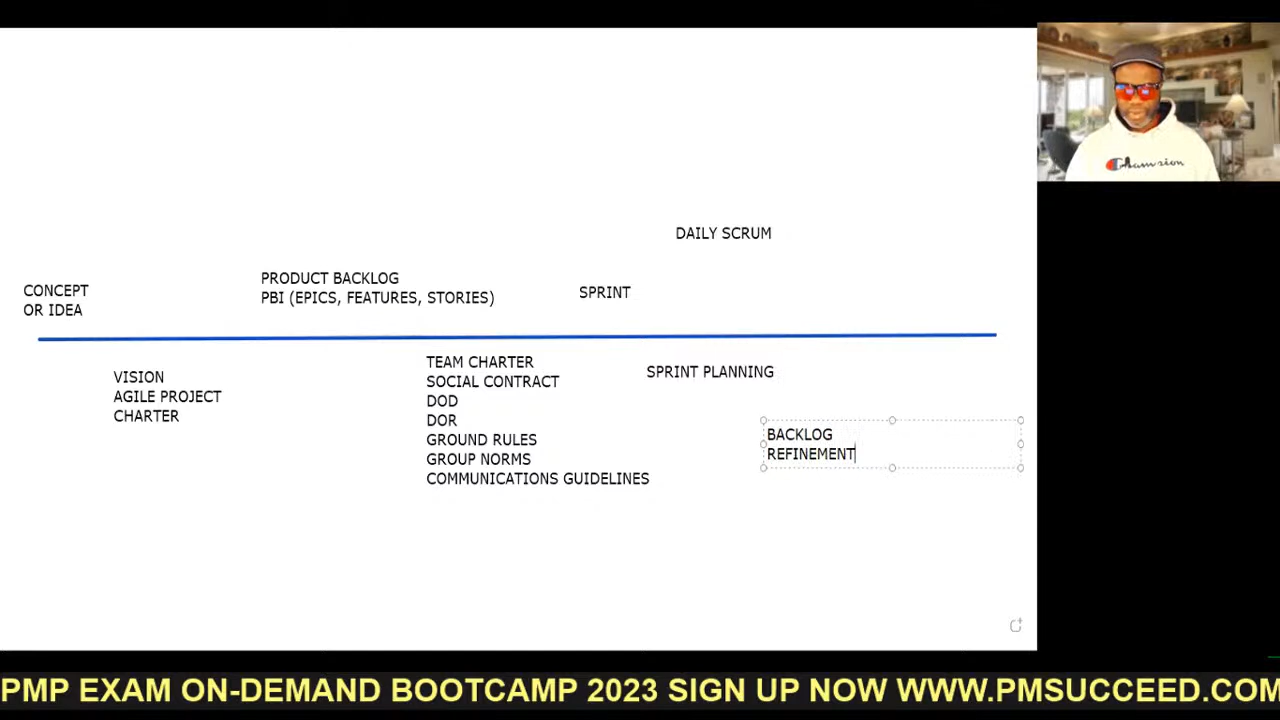 DAILY SCRUM
CONCEPT
OR IDEA
PRODUCT BACKLOG
PBI (EPICS, FEATURES, STORIES)
SPRINT
VISION
AGILE PROJECT
CHARTER
TEAM CHARTER
SOCIAL CONTRACT
DOD
DOR
GROUND RULES
GROUP NORMS
COMMUNICATIONS GUIDELINES
SPRINT PLANNING
BACKLOG
REFINEMENT
Champion
PMP EXAM ON-DEMAND BOOTCAMP 2023 SIGN UP NOW WWW.PMSUCCEED.COM